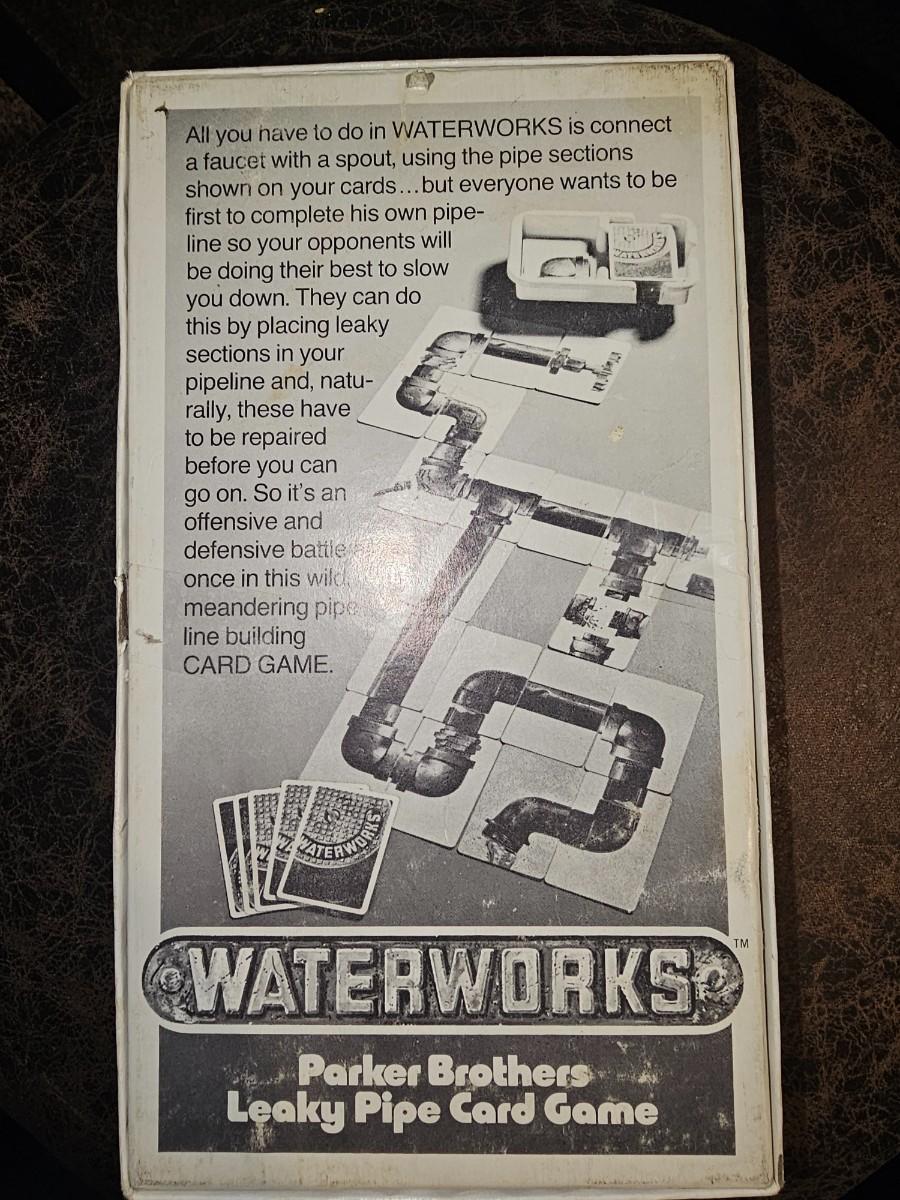 All you have to do in WATERWORKS is connect
a faucet with a spout, using the pipe sections
shown on your cards...but everyone wants to be
first to complete his own pipe-
line so your opponents will
be doing their best to slow
you down. They can do
this by placing leaky
sections in your
pipeline and, natu-
rally, these have
to be repaired
before you can
go on. So it's an
offensive and
defensive battle
once in this wild,
meandering pipe
line building
CARD GAME.
WATERWORKS
WATERWORKS TM
Parker Brothers
Leaky Pipe Card Game